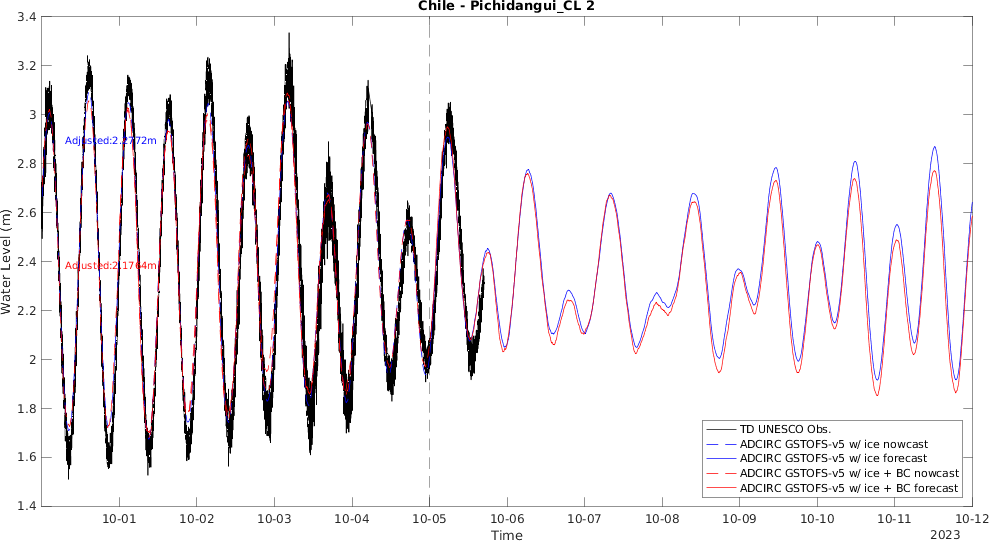 Chile - Pichidangui_CL 2
3.4
3.2
3
2.8
2.6
2.4
2.2
2
1.8
1.6
1.4
Water Level (m)
Adjusted:2.2772m
Adjusted:2.1764m
TD UNESCO Obs.
ADCIRC GSTOFS-v5 w/ ice nowcast
ADCIRC GSTOFS-v5 w/ ice forecast
ADCIRC GSTOFS-v5 w/ ice + BC nowcast
ADCIRC GSTOFS-v5 w/ ice + BC forecast
10-01 10-02 10-03 10-04 10-05 10-06 10-07 10-08 10-09 10-10 10-11 10-12
Time
2023